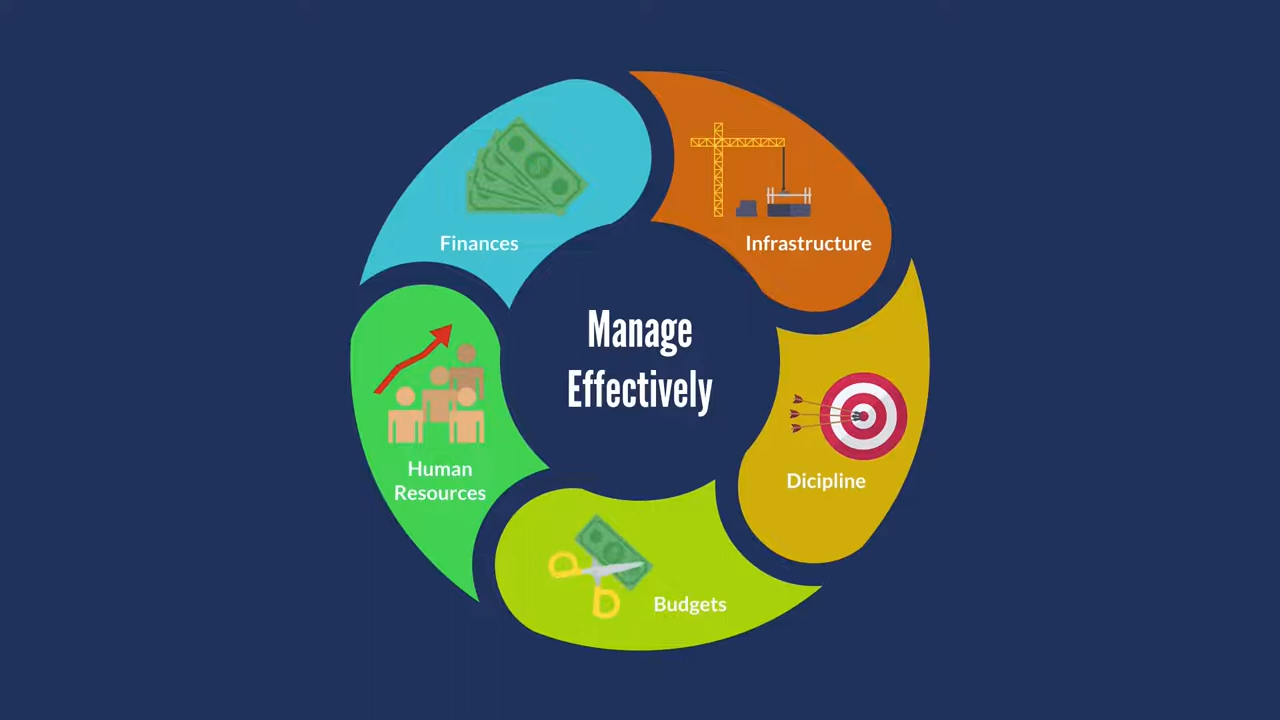 Finances
Infrastructure
Manage
Effectively
Human
Resources
Dicipline
Budgets